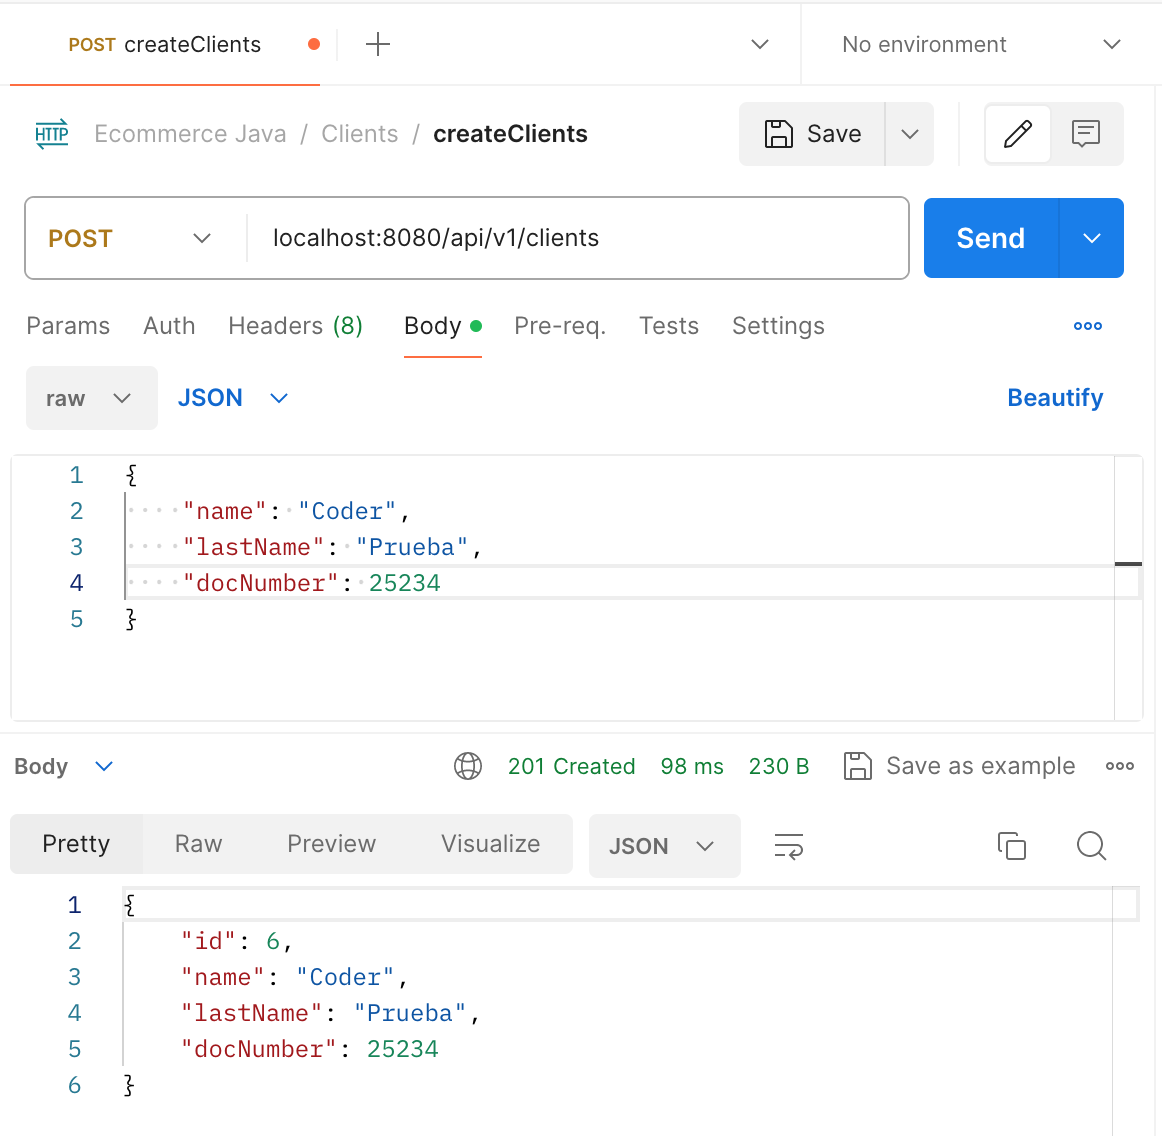 POST createClients
No environment
HTTP Ecommerce Java / Clients / createClients
Save
POST localhost:8080/api/v1/clients
Send
Params Auth Headers (8) Body Pre-req. Tests Settings
raw JSON Beautify
1 {
2 "name": "Coder",
3 "lastName": "Prueba",
4 "docNumber": 25234
5 }
Body 201 Created 98 ms 230 B Save as example
Pretty Raw Preview Visualize JSON
1 {
2 "id": 6,
3 "name": "Coder",
4 "lastName": "Prueba",
5 "docNumber": 25234
6 }